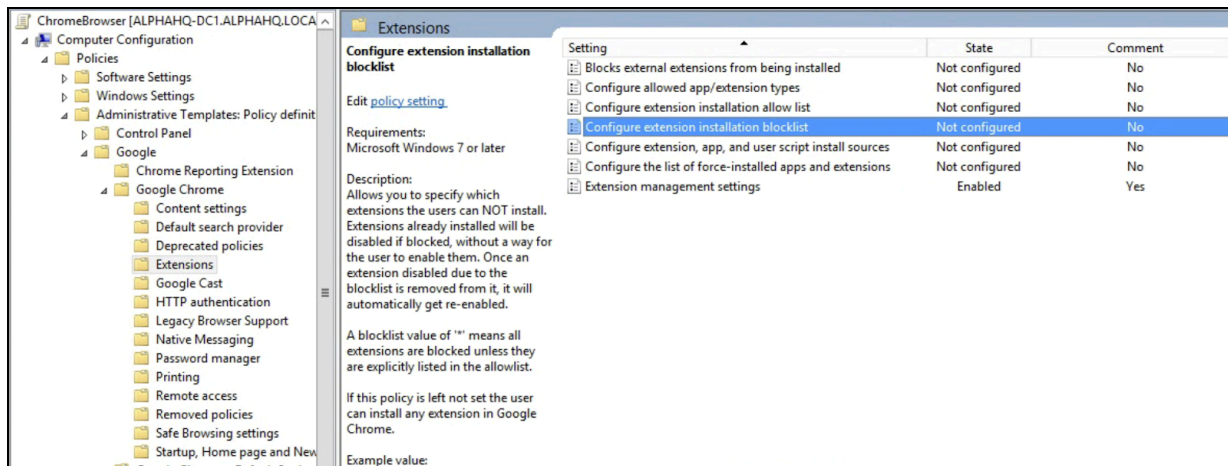 ChromeBrowser [ALPHAHQ-DC1.ALPHAHQ.LOCA
Computer Configuration
Policies
Software Settings
Windows Settings
Administrative Templates: Policy definit
Control Panel
Google
Chrome Reporting Extension
Google Chrome
Content settings
Default search provider
Deprecated policies
Extensions
Google Cast
HTTP authentication
Legacy Browser Support
Native Messaging
Password manager
Printing
Remote access
Removed policies
Safe Browsing settings
Startup, Home page and New
Extensions
Configure extension installation
blocklist
Edit policy setting
Requirements:
Microsoft Windows 7 or later
Description:
Allows you to specify which
extensions the users can NOT install.
Extensions already installed will be
disabled if blocked, without a way for
the user to enable them. Once an
extension disabled due to the
blocklist is removed from it, it will
automatically get re-enabled.
A blocklist value of '*' means all
extensions are blocked unless they
are explicitly listed in the allowlist.
If this policy is left not set the user
can install any extension in Google
Chrome.
Example value:
Setting State Comment
Blocks external extensions from being installed Not configured No
Configure allowed app/extension types Not configured No
Configure extension installation allow list Not configured No
Configure extension installation blocklist Not configured No
Configure extension, app, and user script install sources Not configured No
Configure the list of force-installed apps and extensions Not configured No
Extension management settings Enabled Yes